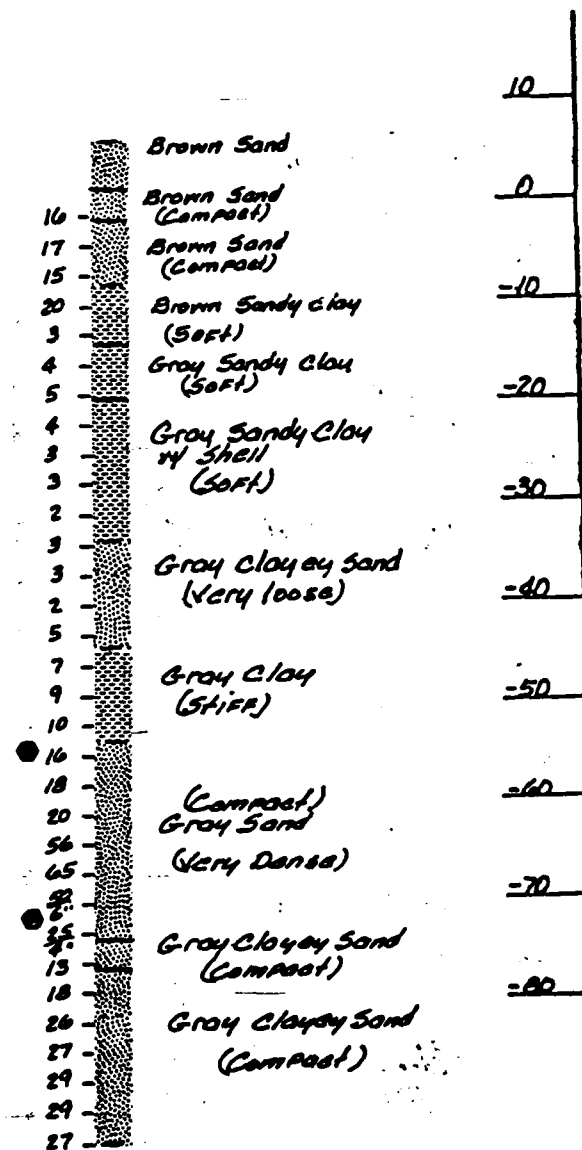 10
Brown Sand
0
Brown Sand
(Compact)
16
17
Brown Sand
(Compact)
15
-10
20
Brown Sandy Clay
(Soft)
3
4
Gray Sandy Clay
(Soft)
5
-20
4
Gray Sandy Clay
w/ Shell
(Soft)
3
3
-30
2
3
Gray Clayey Sand
(Very loose)
3
2
-40
5
7
Gray Clay
(Stiff)
9
-50
10
16
18
(Compact)
-60
Gray Sand
20
56
(Very Dense)
65
-70
6"
25
4"
Gray Clayey Sand
(Compact)
13
18
-80
26
Gray Clayey Sand
(Compact)
27
29
29
27